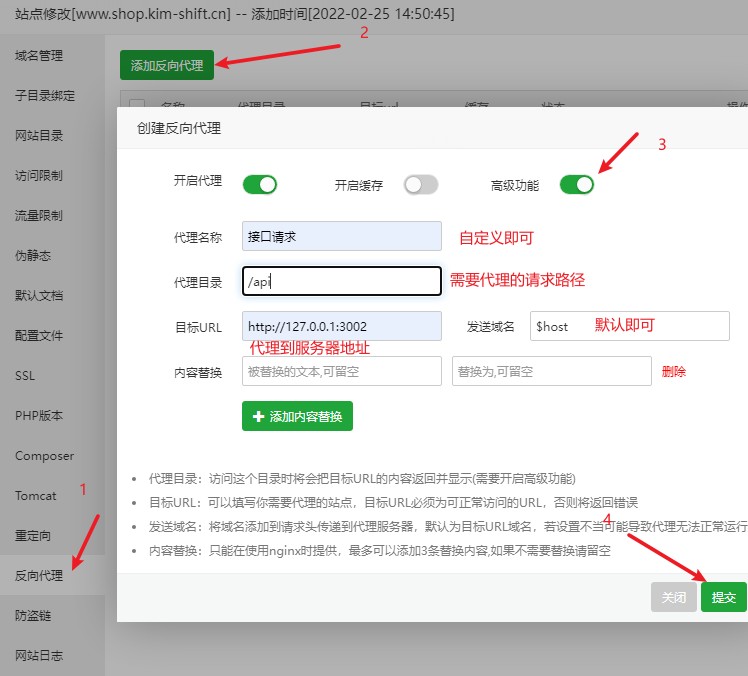 站点修改[www.shop.kim-shift.cn] -- 添加时间[2022-02-25 14:50:45]
2
域名管理
添加反向代理
子目录绑定
名称 代理目录 目标url 缓存 状态 操作
创建反向代理
网站目录
3
访问限制
开启代理 开启缓存 高级功能
流量限制
代理名称 接口请求 自定义即可
伪静态
代理目录 /api 需要代理的请求路径
默认文档
目标URL http://127.0.0.1:3002 发送域名 $host 默认即可
配置文件
代理到服务器地址
内容替换 被替换的文本,可留空 替换为,可留空 删除
SSL
PHP版本
添加内容替换
Composer
代理目录：访问这个目录时将会把目标URL的内容返回并显示(需要开启高级功能)
1
Tomcat
目标URL：可以填写你需要代理的站点，目标URL必须为可正常访问的URL，否则将返回错误
4
重定向
发送域名：将域名添加到请求头传递到代理服务器，默认为目标URL域名，若设置不当可能导致代理无法正常运行
内容替换：只能在使用nginx时提供，最多可以添加3条替换内容,如果不需要替换请留空
反向代理
关闭 提交
防盗链
网站日志